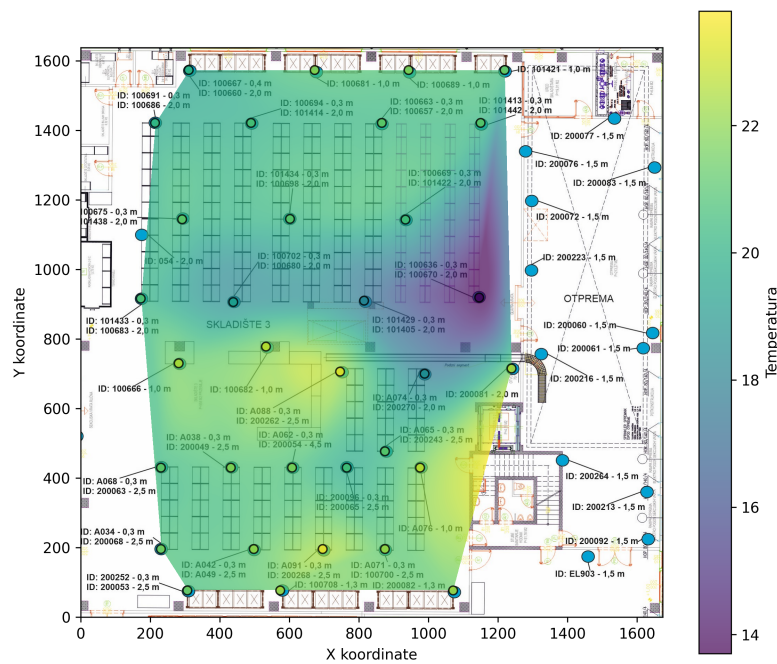 1600
1400
1200
1000
800
600
400
200
0
0
200
400
600
800
1000
1200
1400
1600
Y koordinate
X koordinate
22
20
18
16
14
Temperatura
ID: 100667 - 0,4 m
ID: 100660 - 2,0 m
ID: 100681 - 1,0 m
ID: 100689 - 1,0 m
ID: 101421 - 1,0 m
ID: 100691 - 0,3 m
ID: 100686 - 2,0 m
ID: 100694 - 0,3 m
ID: 101414 - 2,0 m
ID: 100663 - 0,3 m
ID: 100657 - 2,0 m
ID: 101413 - 0,3 m
ID: 101442 - 2,0 m
ID: 200077 - 1,5 m
ID: 200076 - 1,5 m
ID: 200083 - 1,5 m
ID: 101434 - 0,3 m
ID: 100698 - 2,0 m
ID: 100669 - 0,3 m
ID: 101422 - 2,0 m
100675 - 0,3 m
101438 - 2,0 m
ID: 200072 - 1,5 m
ID: 054 - 2,0 m
ID: 100702 - 0,3 m
ID: 100680 - 2,0 m
ID: 100636 - 0,3 m
ID: 100670 - 2,0 m
ID: 200223 - 1,5 m
OTPREMA
ID: 101433 - 0,3 m
ID: 100683 - 2,0 m
SKLADIŠTE 3
ID: 101429 - 0,3 m
ID: 101405 - 2,0 m
ID: 200060 - 1,5 m
ID: 200061 - 1,5 m
ID: 200216 - 1,5 m
ID: 100666 - 1,0 m
ID: 100682 - 1,0 m
ID: A074 - 0,3 m
ID: 200270 - 2,0 m
ID: 200081 - 2,0 m
ID: A088 - 0,3 m
ID: 200262 - 2,5 m
ID: A038 - 0,3 m
ID: 200049 - 2,5 m
ID: A062 - 0,3 m
ID: 200054 - 4,5 m
ID: A065 - 0,3 m
ID: 200243 - 2,5 m
ID: A068 - 0,3 m
ID: 200063 - 2,5 m
ID: 200096 - 0,3 m
ID: 200065 - 2,5 m
ID: A076 - 1,0 m
ID: 200264 - 1,5 m
ID: 200213 - 1,5 m
ID: A034 - 0,3 m
ID: 200068 - 2,5 m
ID: 200092 - 1,5 m
ID: A042 - 0,3 m
ID: A049 - 2,5 m
ID: A091 - 0,3 m
ID: 200268 - 2,5 m
ID: A071 - 0,3 m
ID: 100700 - 2,5 m
ID: EL903 - 1,5 m
ID: 200252 - 0,3 m
ID: 200053 - 2,5 m
ID: 100708 - 1,3 m
ID: 200082 - 1,3 m